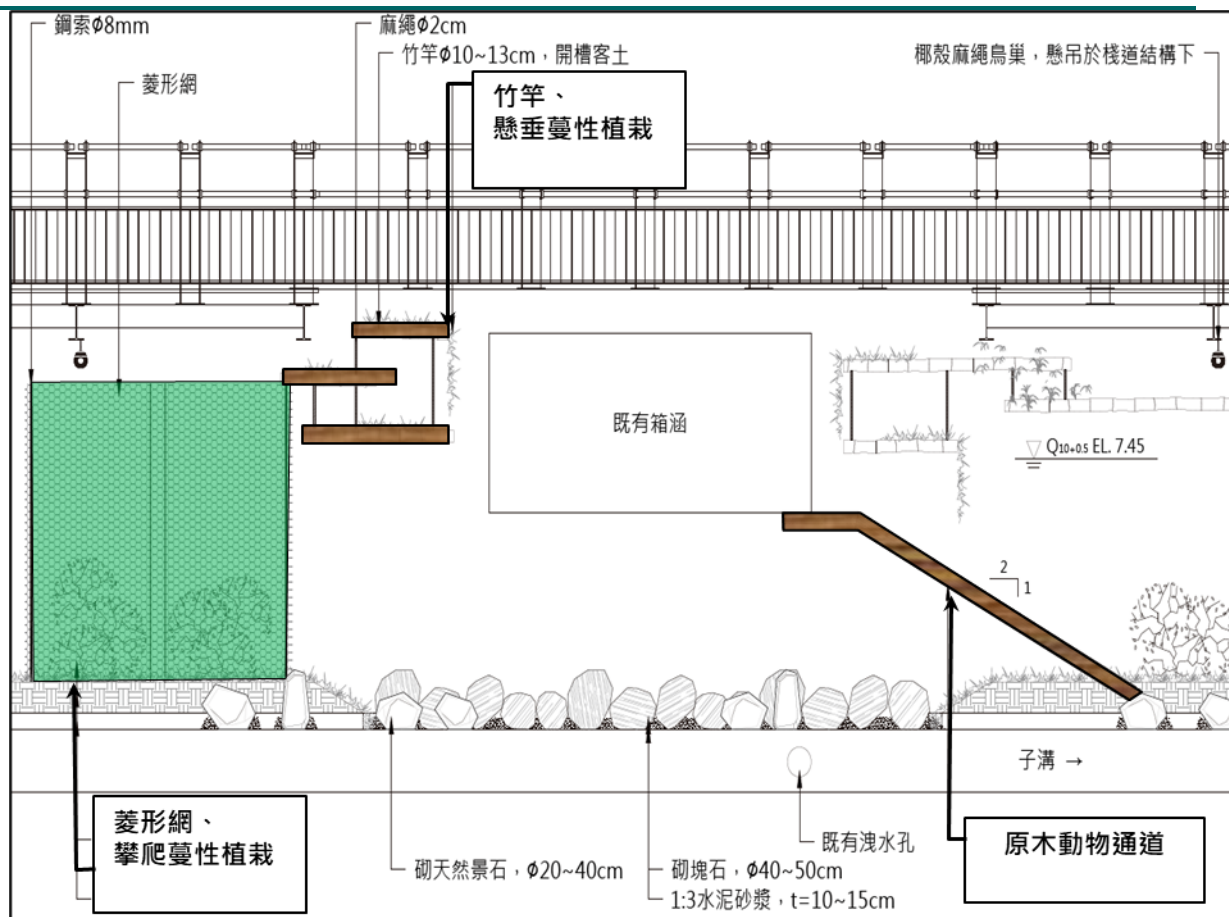 鋼索Φ8mm
麻繩Φ2cm
竹竿Φ10~13cm，開槽客土
椰殼麻繩鳥巢，懸吊於棧道結構下
菱形網
竹竿、
懸垂蔓性植栽
既有箱涵
Q10+0.5 EL. 7.45
2
1
子溝 →
菱形網、
攀爬蔓性植栽
既有洩水孔
原木動物通道
砌天然景石，Φ20~40cm
砌塊石，Φ40~50cm
1:3水泥砂漿，t=10~15cm